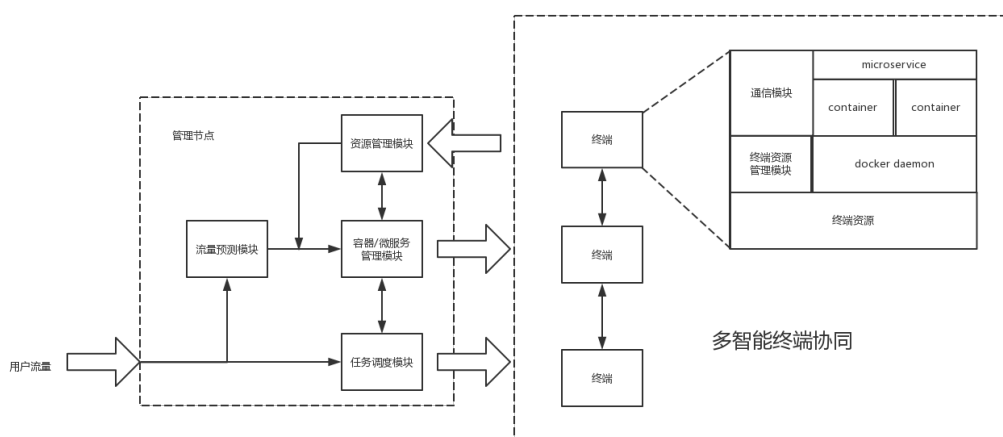 管理节点
资源管理模块
流量预测模块
容器/微服务
管理模块
任务调度模块
用户流量
终端
终端
终端
通信模块
microservice
container
container
终端资源
管理模块
docker daemon
终端资源
多智能终端协同